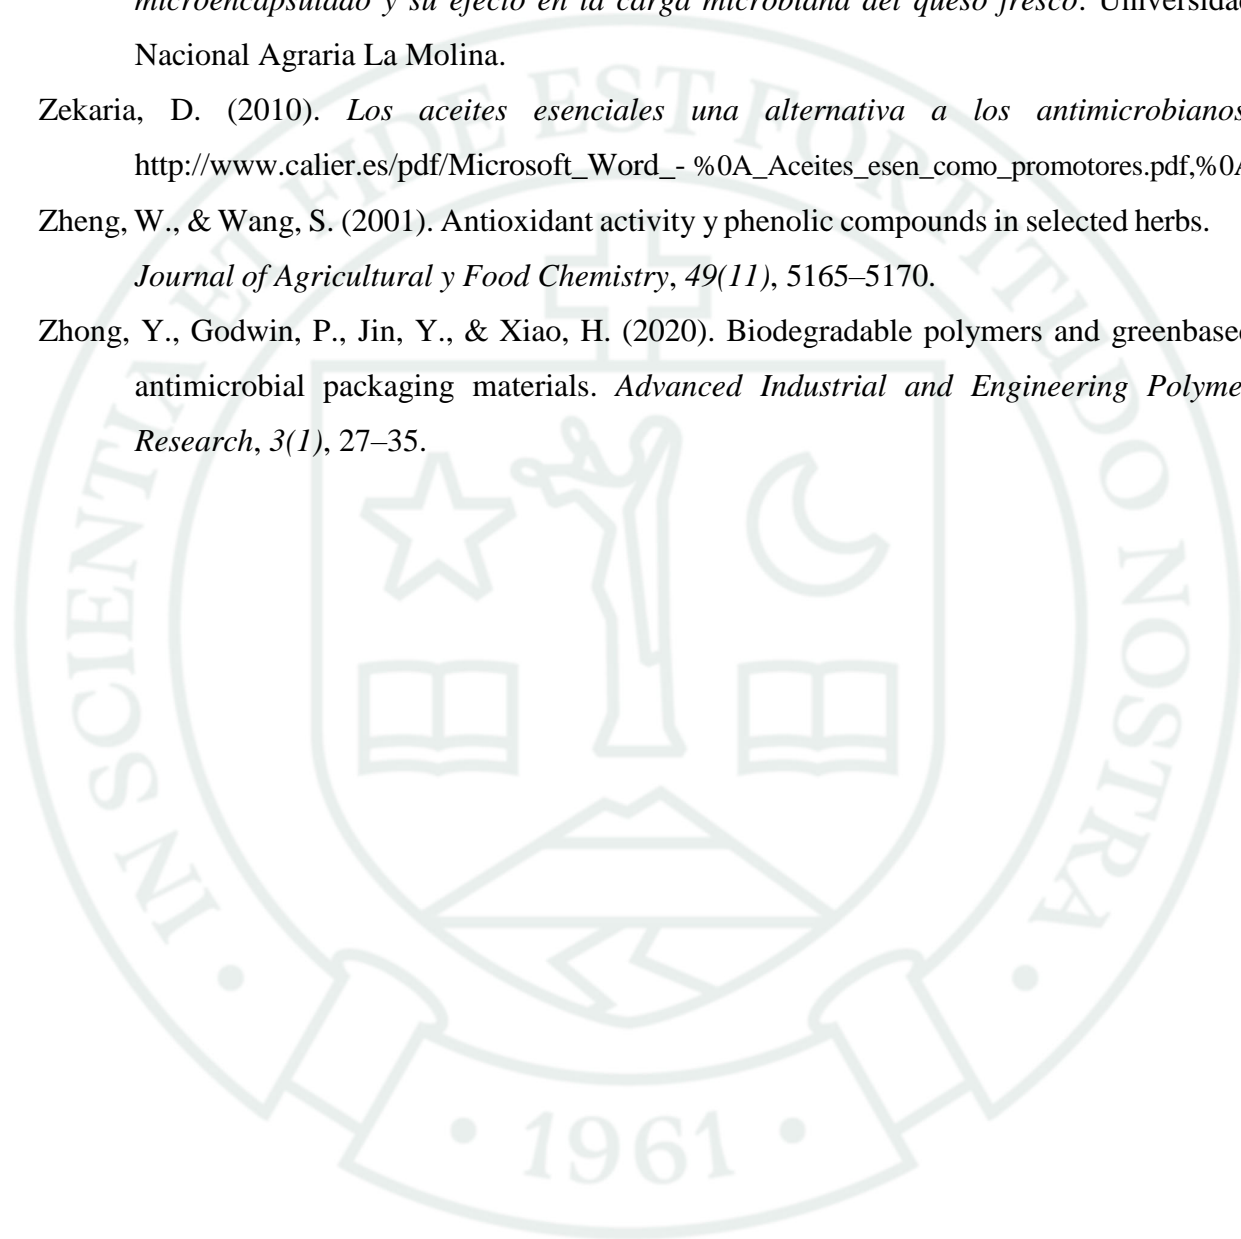 microencapsulado y su efecto en la carga microbiana del queso fresco. Universidad
Nacional Agraria La Molina.
Zekaria, D. (2010). Los aceites esenciales una alternativa a los antimicrobianos
http://www.calier.es/pdf/Microsoft_Word_- %0A_Aceites_esen_como_promotores.pdf,%0A
Zheng, W., & Wang, S. (2001). Antioxidant activity y phenolic compounds in selected herbs.
Journal of Agricultural y Food Chemistry, 49(11), 5165–5170.
Zhong, Y., Godwin, P., Jin, Y., & Xiao, H. (2020). Biodegradable polymers and greenbased
antimicrobial packaging materials. Advanced Industrial and Engineering Polymer
Research, 3(1), 27–35.
IN SCIENTIA ET FIDE EST FORTITUDO NOSTRA
• 1961 •